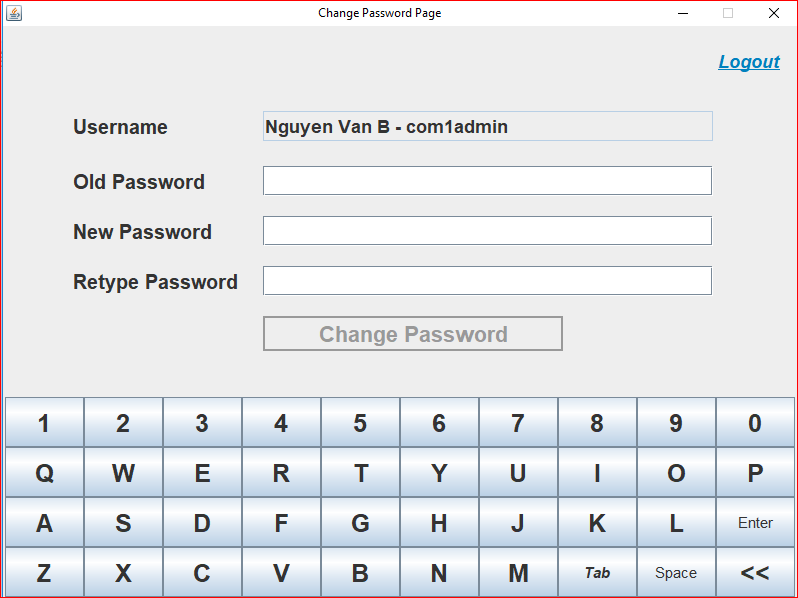 Change Password Page
Logout
Username Nguyen Van B - com1admin
Old Password
New Password
Retype Password
Change Password
1 2 3 4 5 6 7 8 9 0
Q W E R T Y U I O P
A S D F G H J K L Enter
Z X C V B N M Tab Space <<